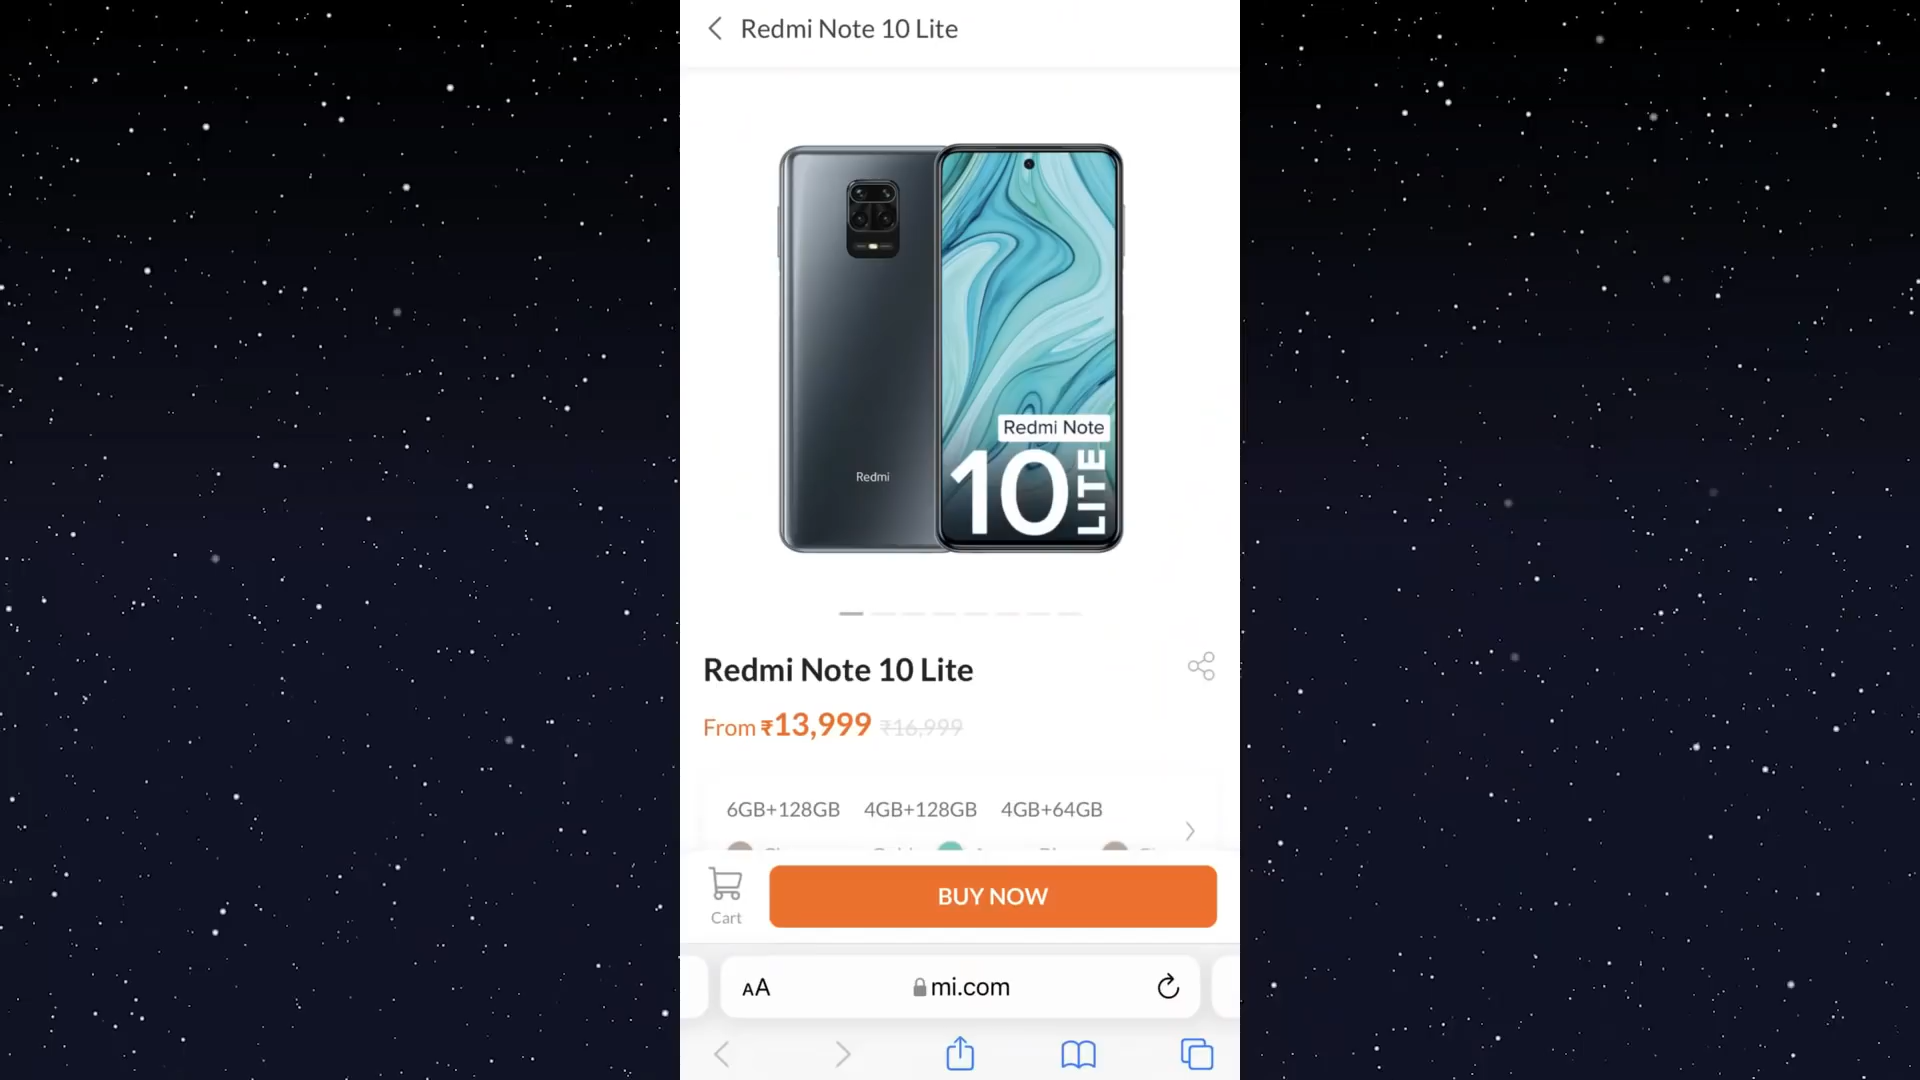 Redmi Note 10 Lite
Redmi Note
10 LITE
Redmi
Redmi Note 10 Lite
From ₹13,999 ₹16,999
6GB+128GB 4GB+128GB 4GB+64GB
BUY NOW
Cart
AA mi.com